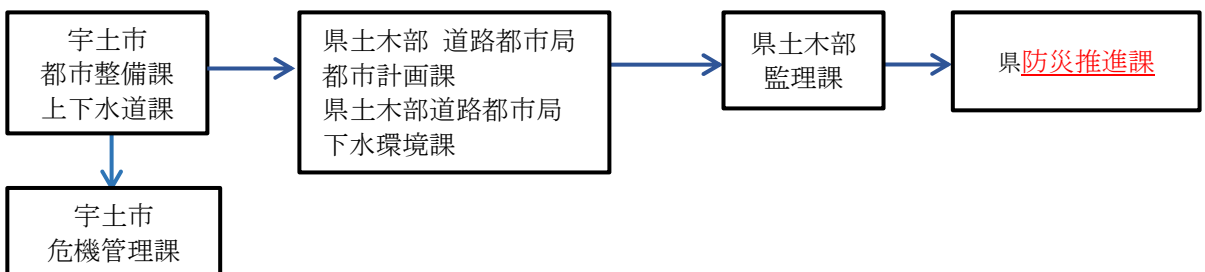 宇土市
都市整備課
上下水道課
県土木部 道路都市局
都市計画課
県土木部道路都市局
下水環境課
県土木部
監理課
県防災推進課
宇土市
危機管理課